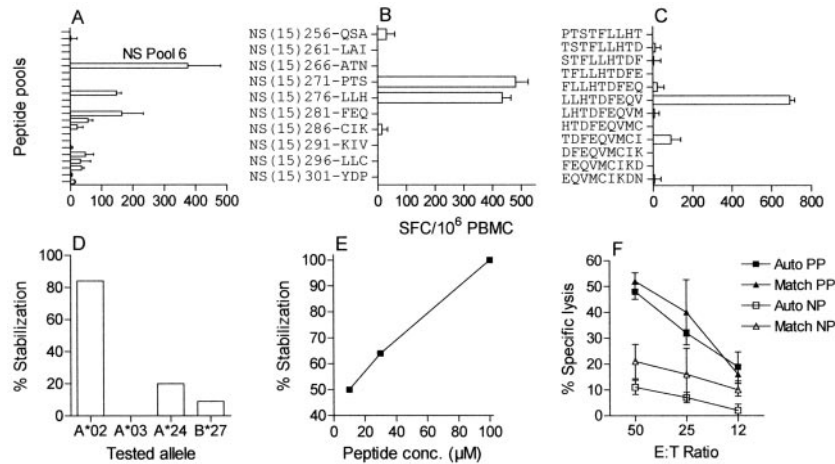 A
Peptide pools
NS Pool 6
0 100 200 300 400 500
B
NS(15)256-QSA
NS(15)261-LAI
NS(15)266-ATN
NS(15)271-PTS
NS(15)276-LLH
NS(15)281-FEQ
NS(15)286-CIK
NS(15)291-KIV
NS(15)296-LLC
NS(15)301-YDP
0 100 200 300 400 500
SFC/10⁶ PBMC
C
PTSTFLLHT
TSTFLLHTD
STFLLHTDF
TFLLHTDFE
FLLHTDFEQ
LLHTDFEQV
LHTDFEQVM
HTDFEQVMC
TDFEQVMCI
DFEQVMCIK
FEQVMCIKD
EQVMCIKDN
0 200 400 600 800
D
% Stabilization
100
80
60
40
20
0
A*02 A*03 A*24 B*27
Tested allele
E
% Stabilization
100
90
80
70
60
50
40
0 20 40 60 80 100
Peptide conc. (µM)
F
% Specific lysis
60
50
40
30
20
10
0
50 25 12
E:T Ratio
Auto PP
Match PP
Auto NP
Match NP